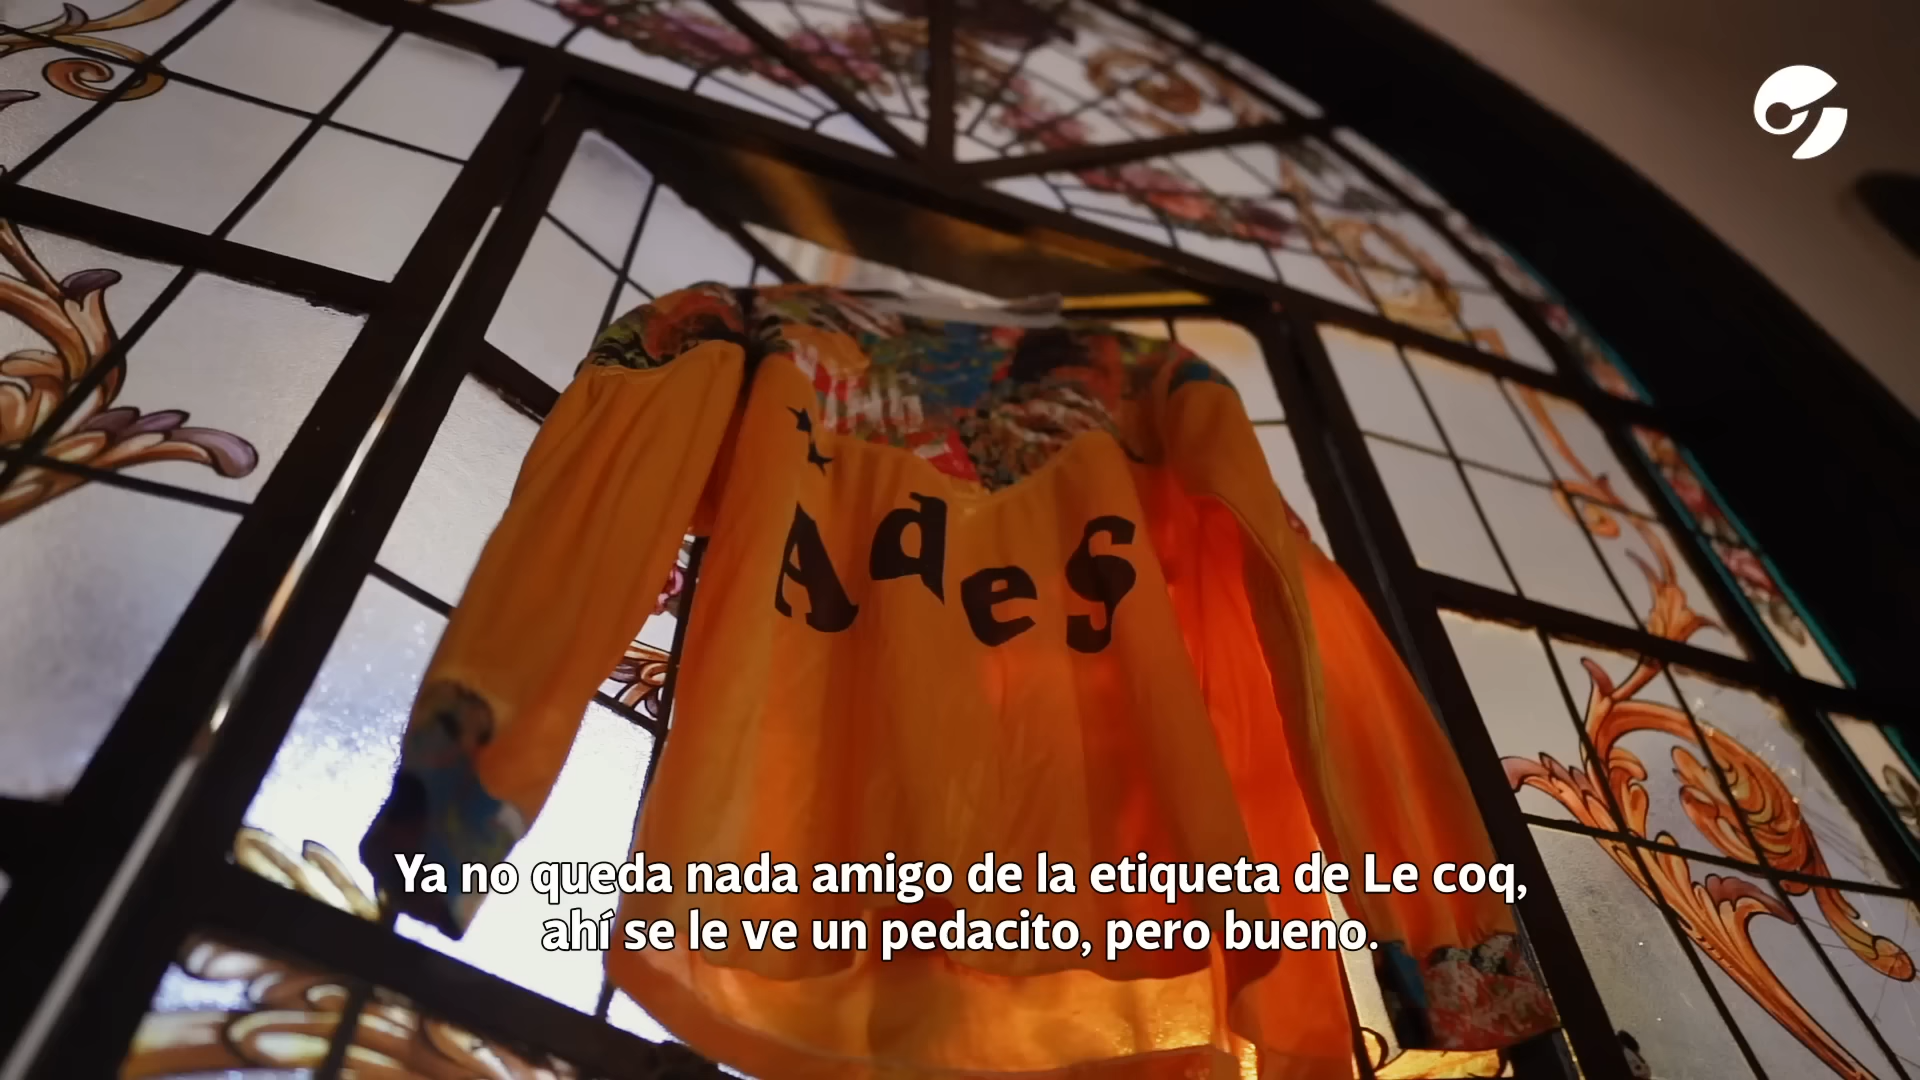 Ades
Ya no queda nada amigo de la etiqueta de Le coq,
ahí se le ve un pedacito, pero bueno.